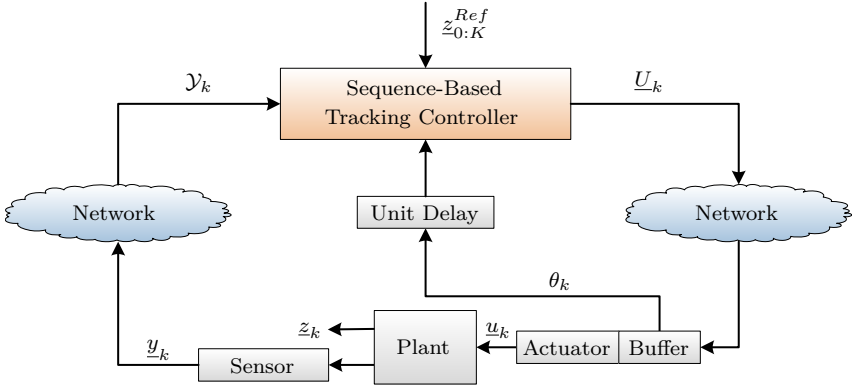 z_{0:K}^{Ref}
𝒴_k
Sequence-Based
Tracking Controller
U_k
Network
Unit Delay
Network
θ_k
z_k
Plant
u_k
Actuator
Buffer
y_k
Sensor